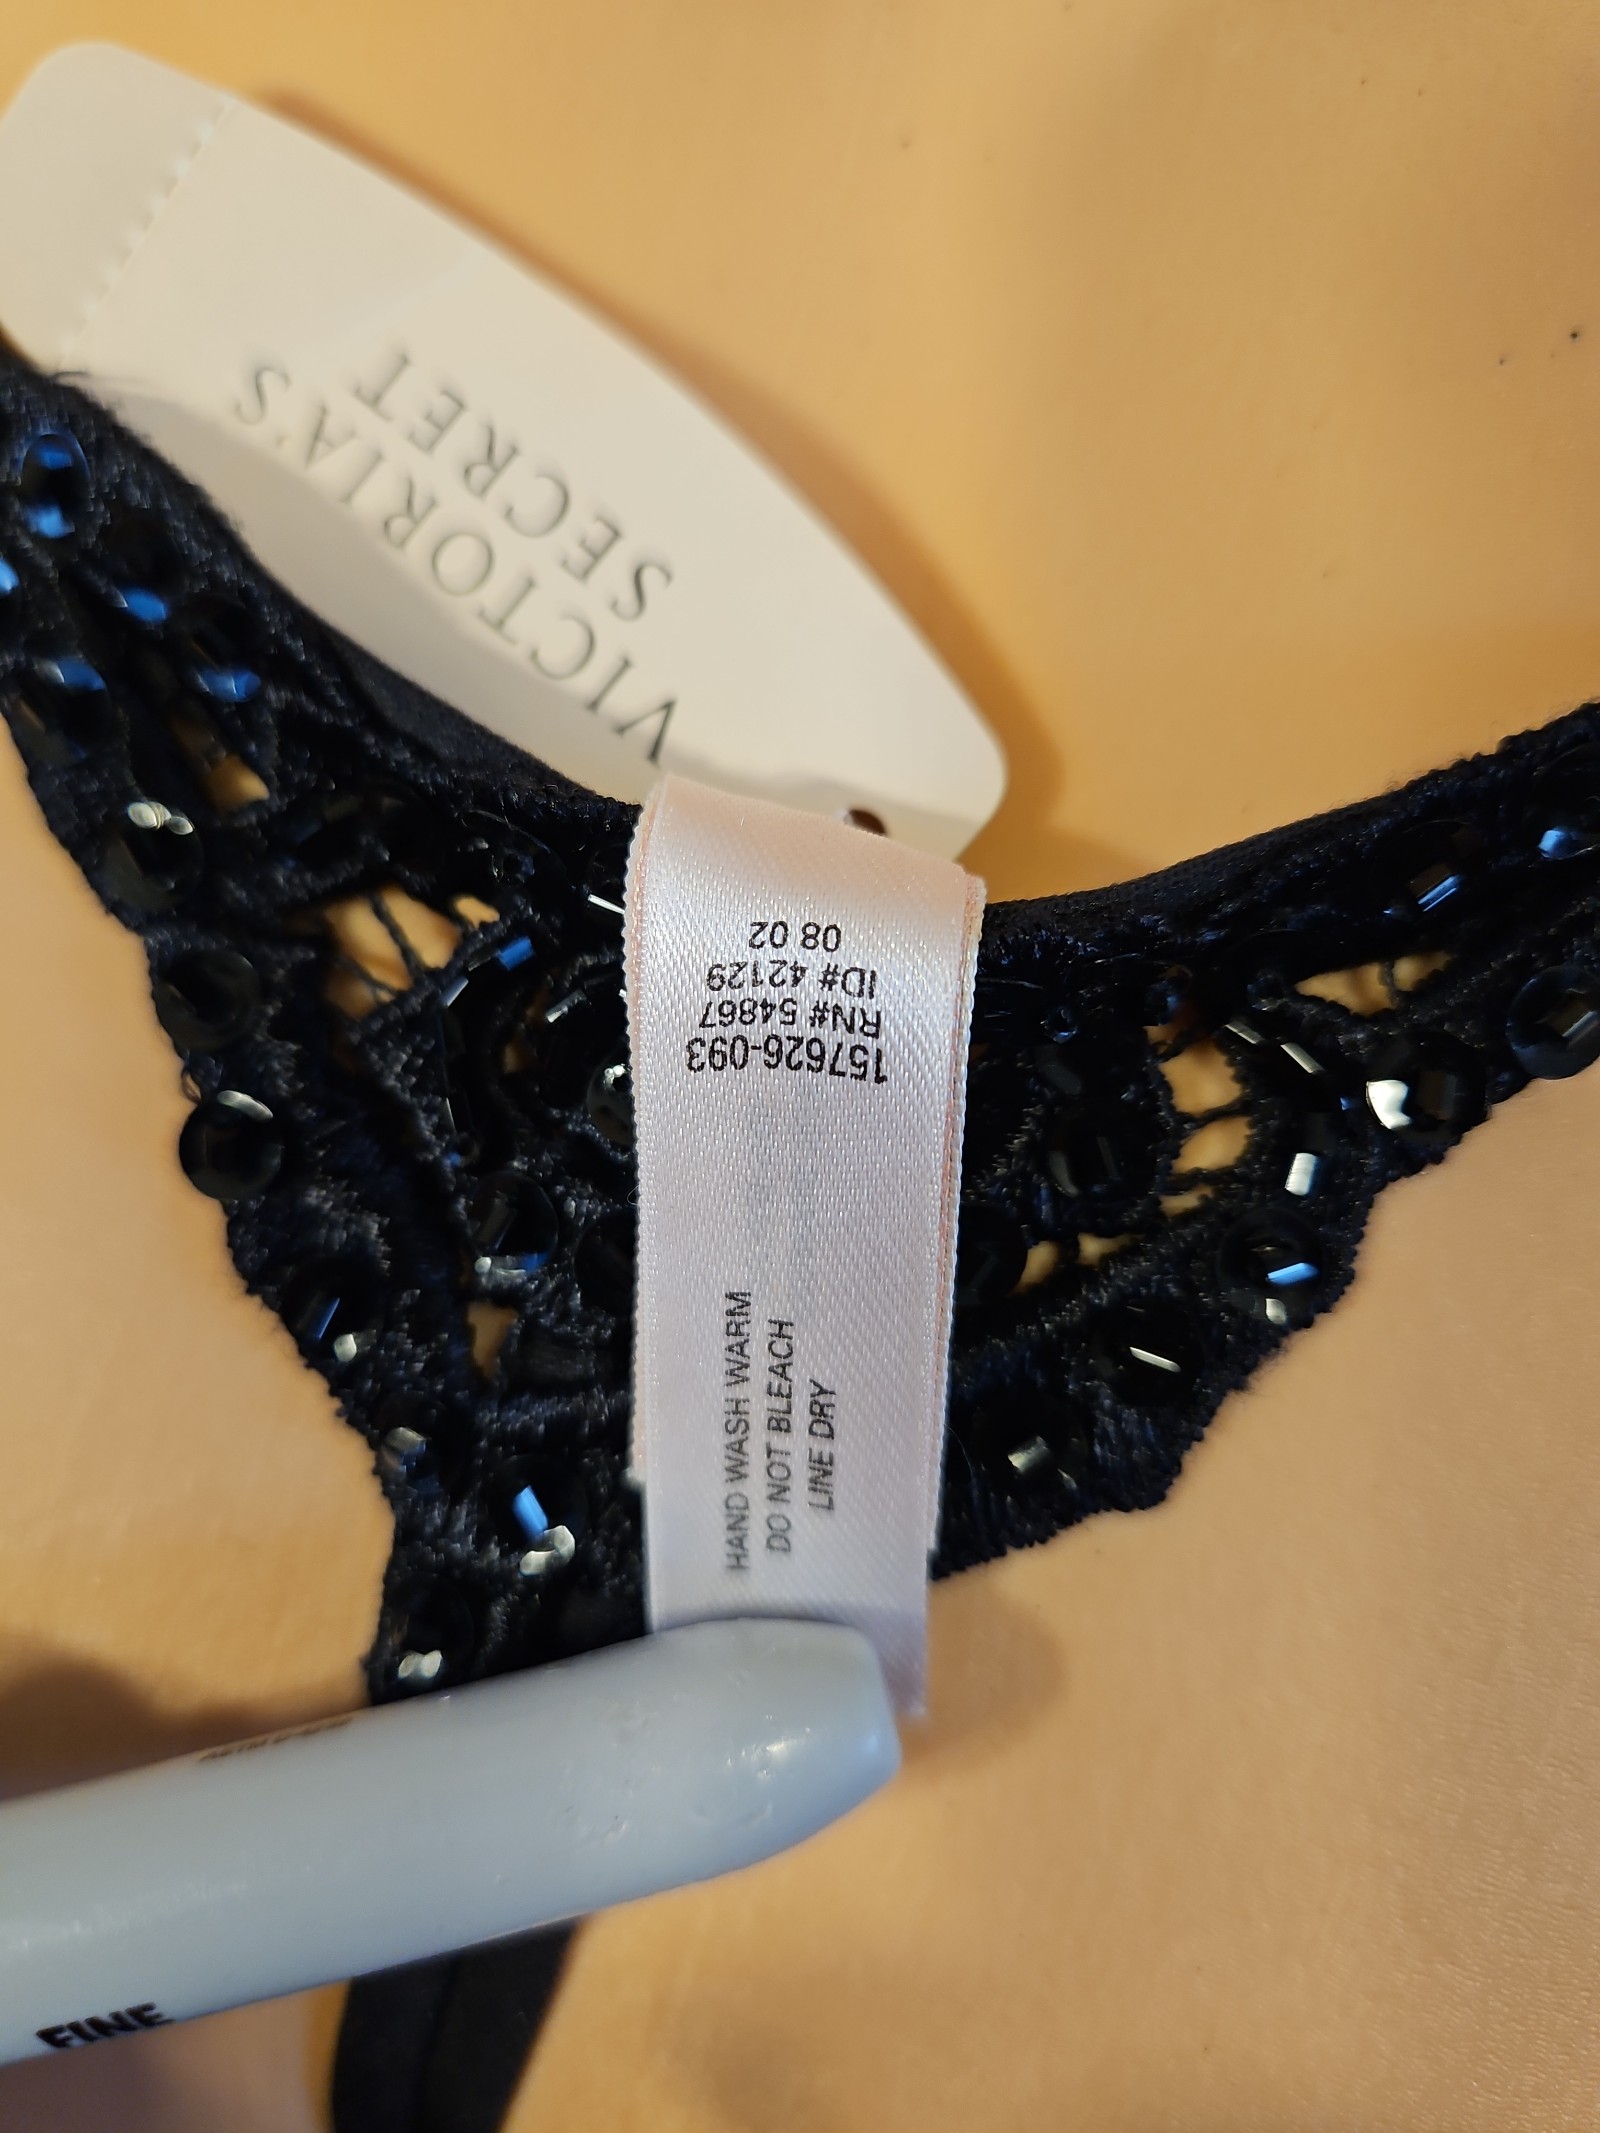 VICTORIA'S
SECRET
157626-093
RN# 54867
ID# 42129
08 02
HAND WASH WARM
DO NOT BLEACH
LINE DRY
FINE